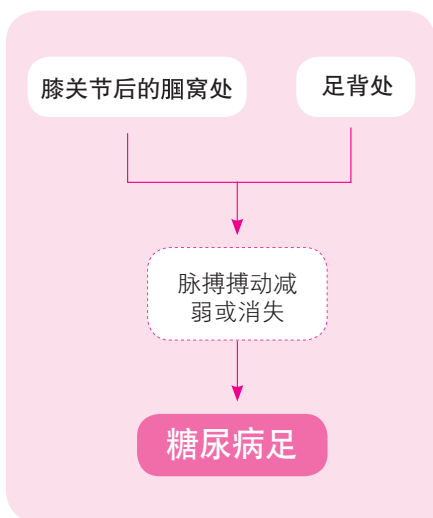 膝关节后的腘窝处
足背处
脉搏搏动减
弱或消失
糖尿病足